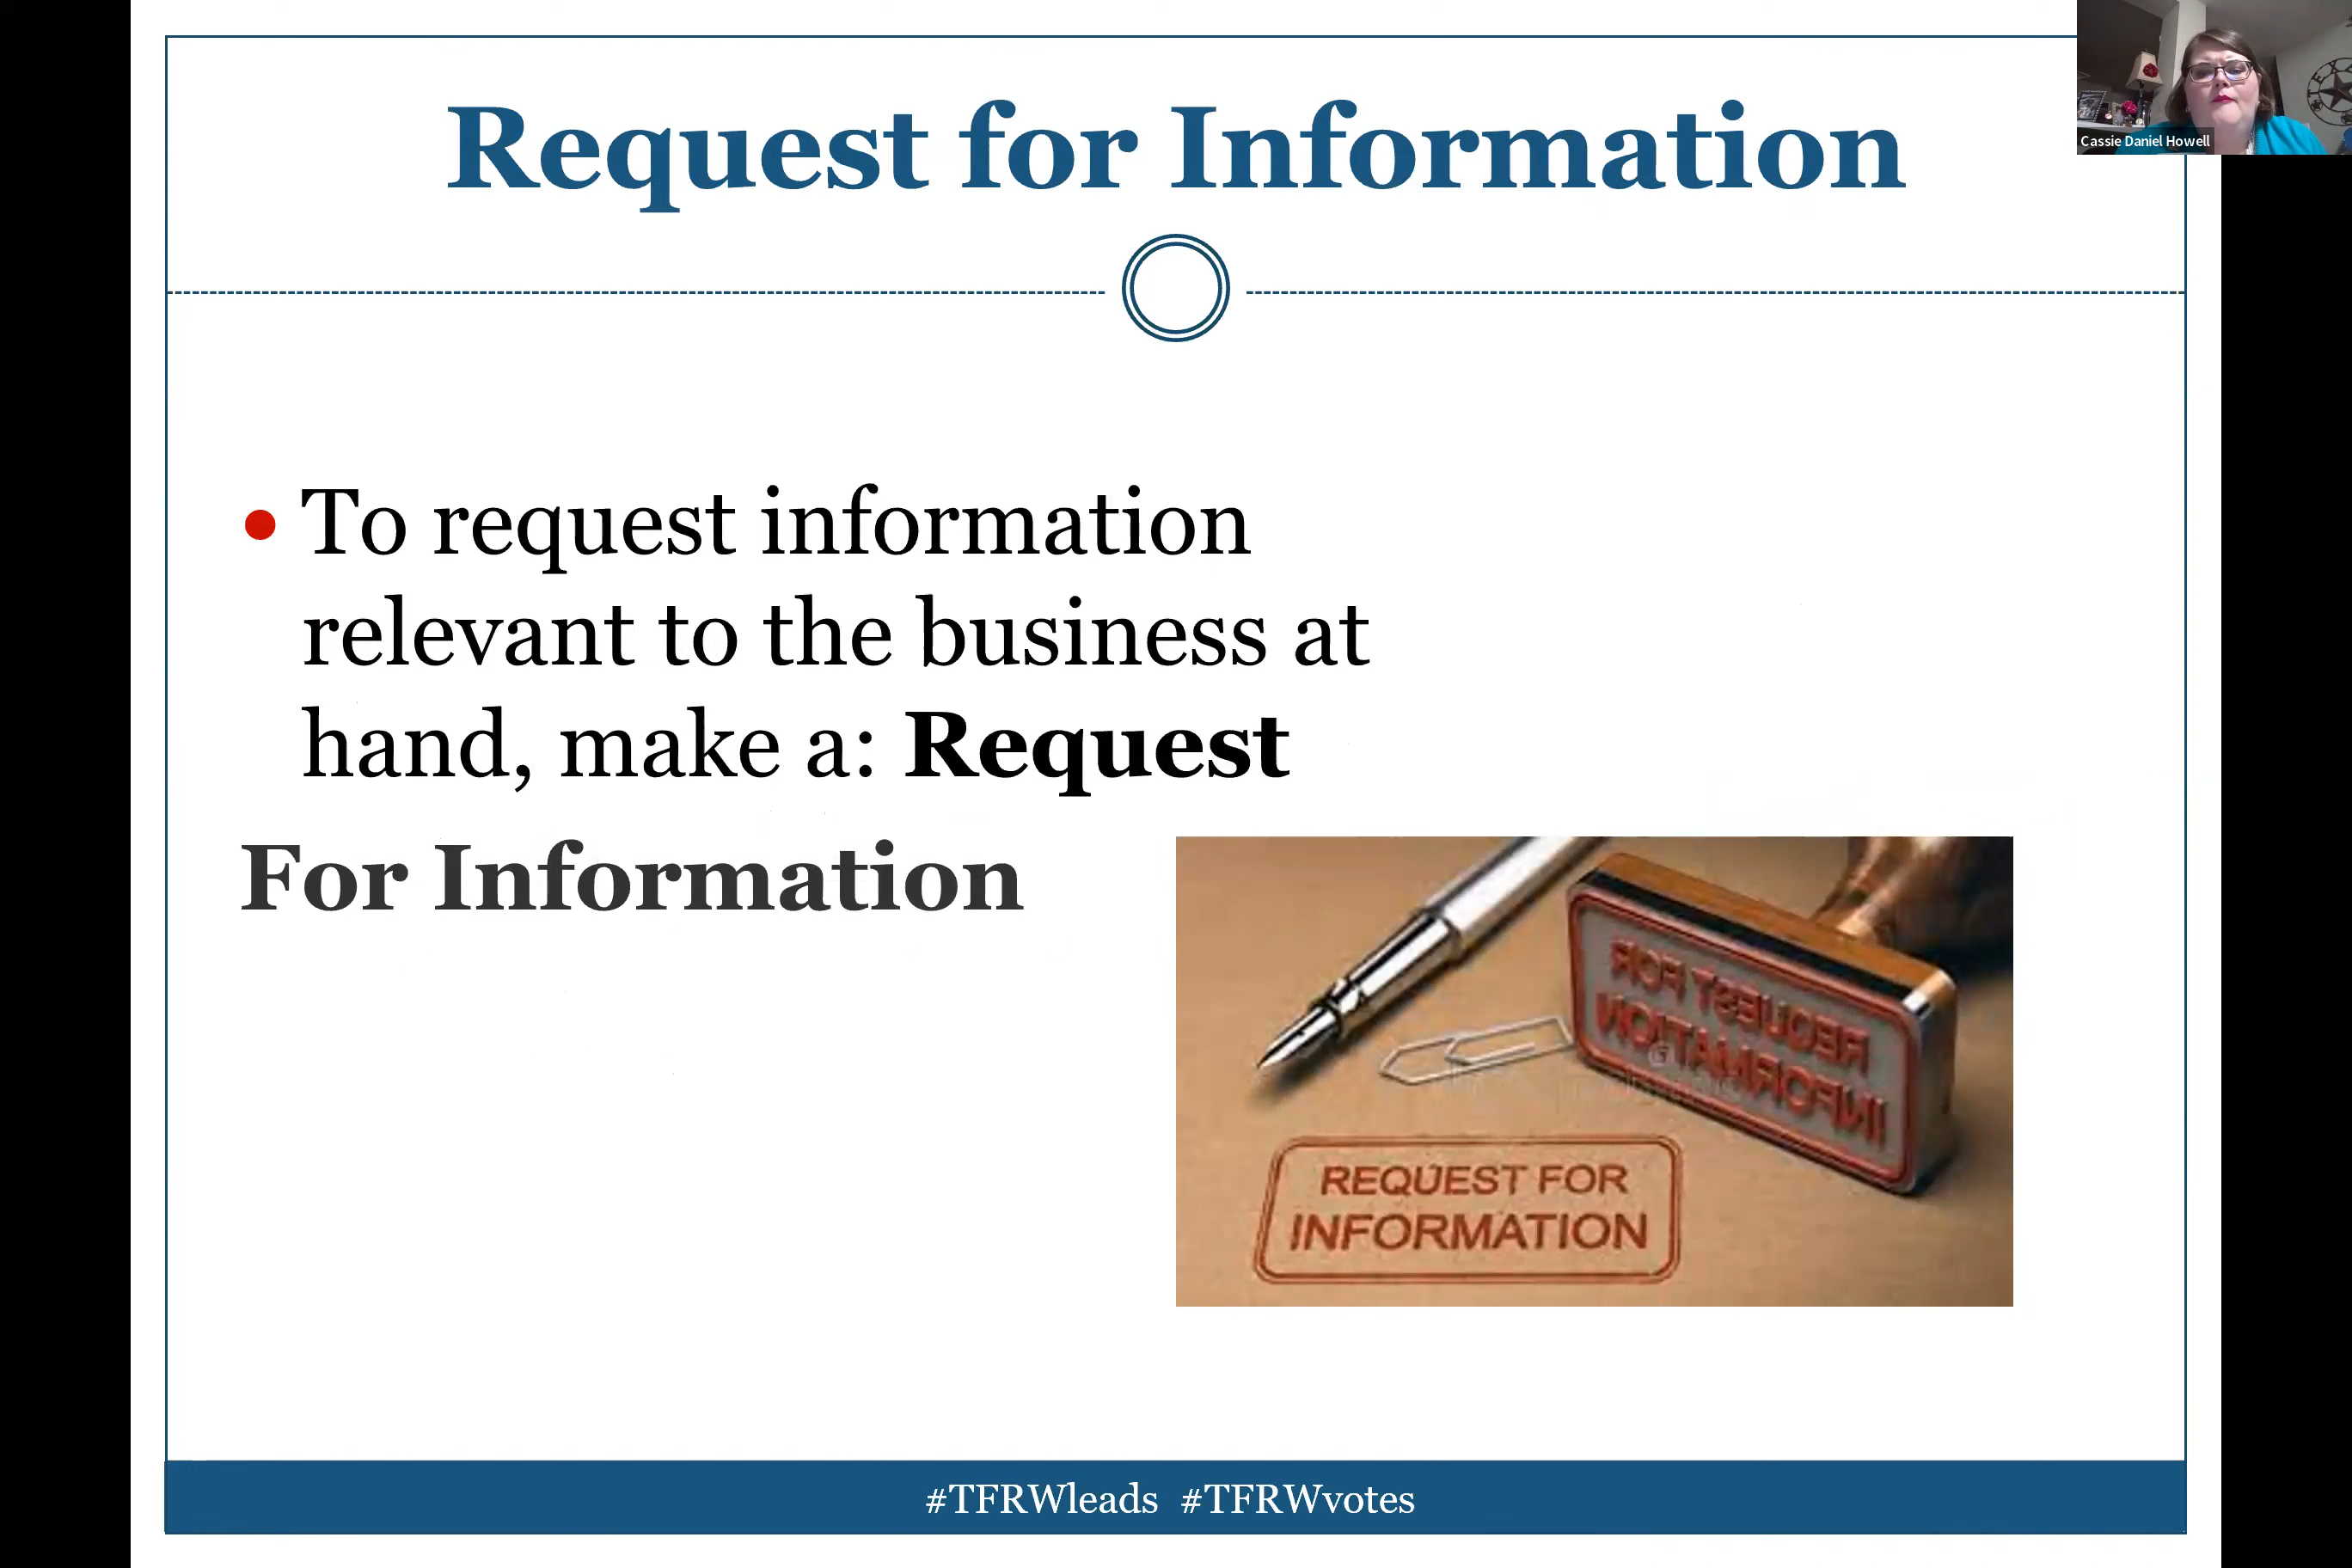 Request for Information
Cassie Daniel Howell
• To request information
relevant to the business at
hand, make a: Request
For Information
REQUEST FOR
INFORMATION
REQUEST FOR
INFORMATION
#TFRWleads #TFRWvotes